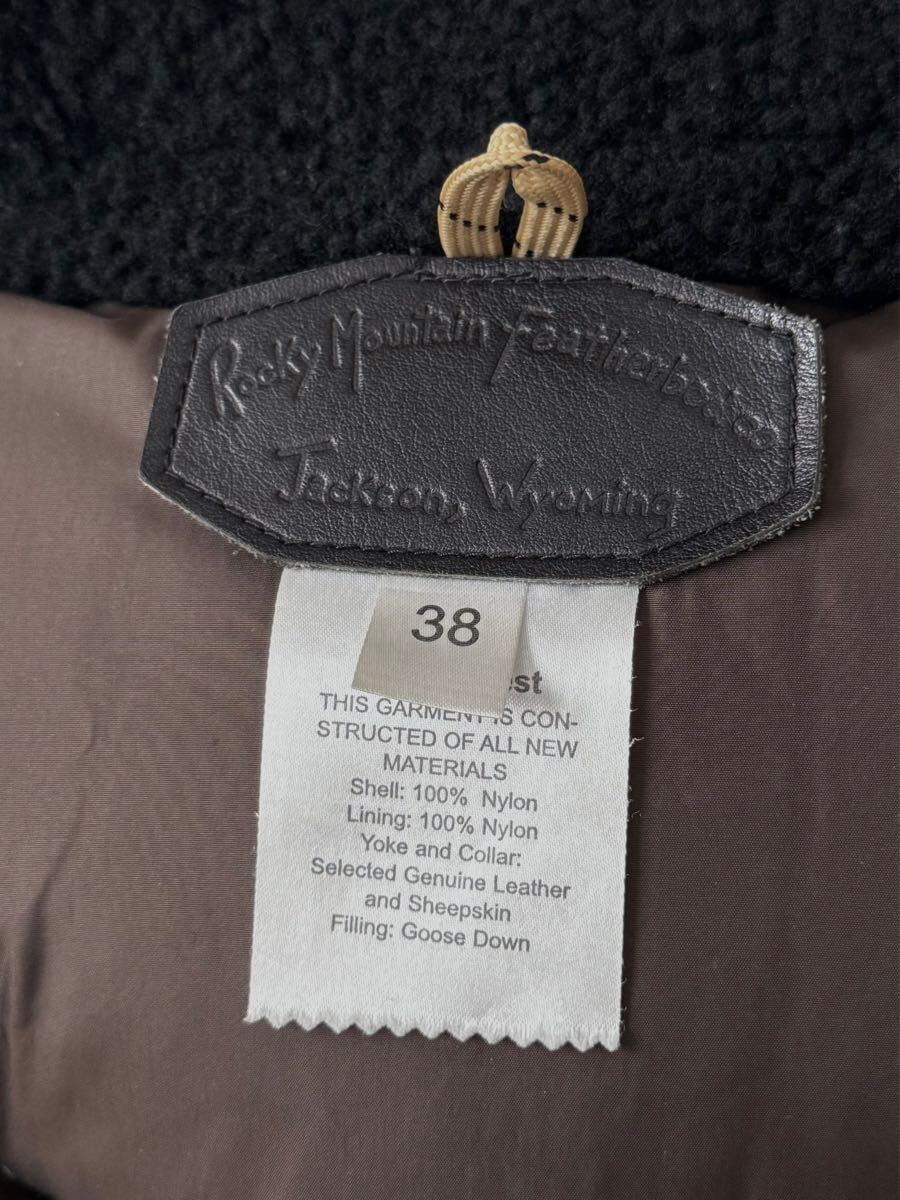 Rocky Mountain Featherbed co
Jackson, Wyoming
38
est
THIS GARMENT IS CON-
STRUCTED OF ALL NEW
MATERIALS
Shell: 100% Nylon
Lining: 100% Nylon
Yoke and Collar:
Selected Genuine Leather
and Sheepskin
Filling: Goose Down